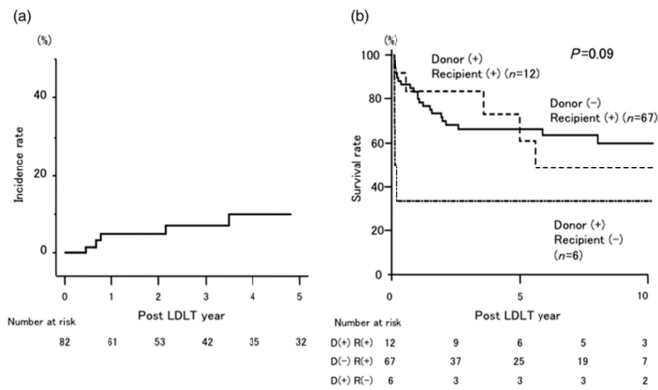 (a)
(%)
40
20
0
Incidence rate
0 1 2 3 4 5
Post LDLT year
Number at risk
82 61 53 42 35 32
(b)
(%)
100
80
60
40
20
0
Survival rate
Donor (+)
Recipient (+) (n=12)
P=0.09
Donor (-)
Recipient (+) (n=67)
Donor (+)
Recipient (-)
(n=6)
0 5 10
Post LDLT year
Number at risk
D(+) R(+) 12 9 6 5 3
D(-) R(+) 67 37 25 19 7
D(+) R(-) 6 3 3 3 2